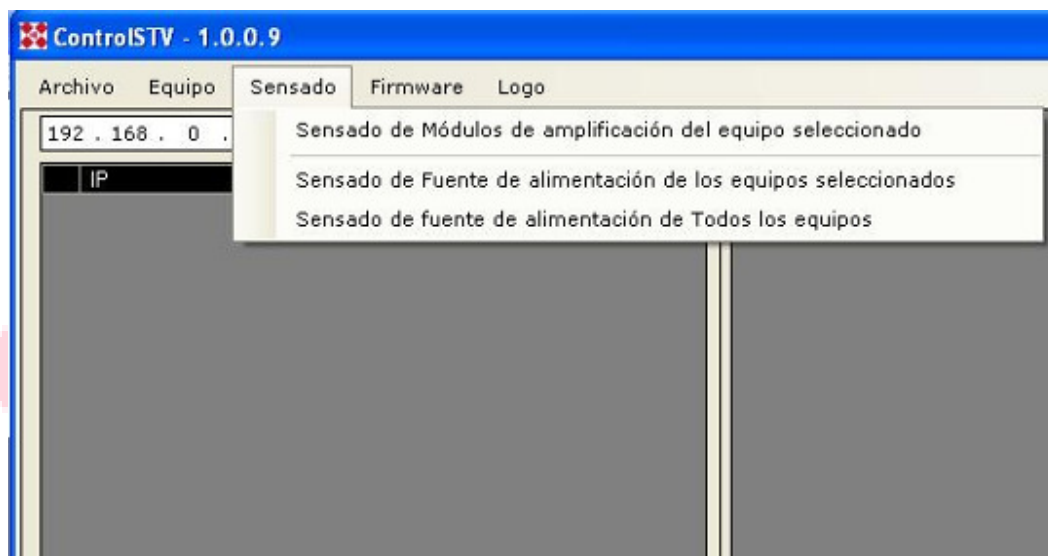 ControlSTV - 1.0.0.9
Archivo Equipo Sensado Firmware Logo
192 . 168 . 0 .
Sensado de Módulos de amplificación del equipo seleccionado
IP
Sensado de Fuente de alimentación de los equipos seleccionados
Sensado de fuente de alimentación de Todos los equipos